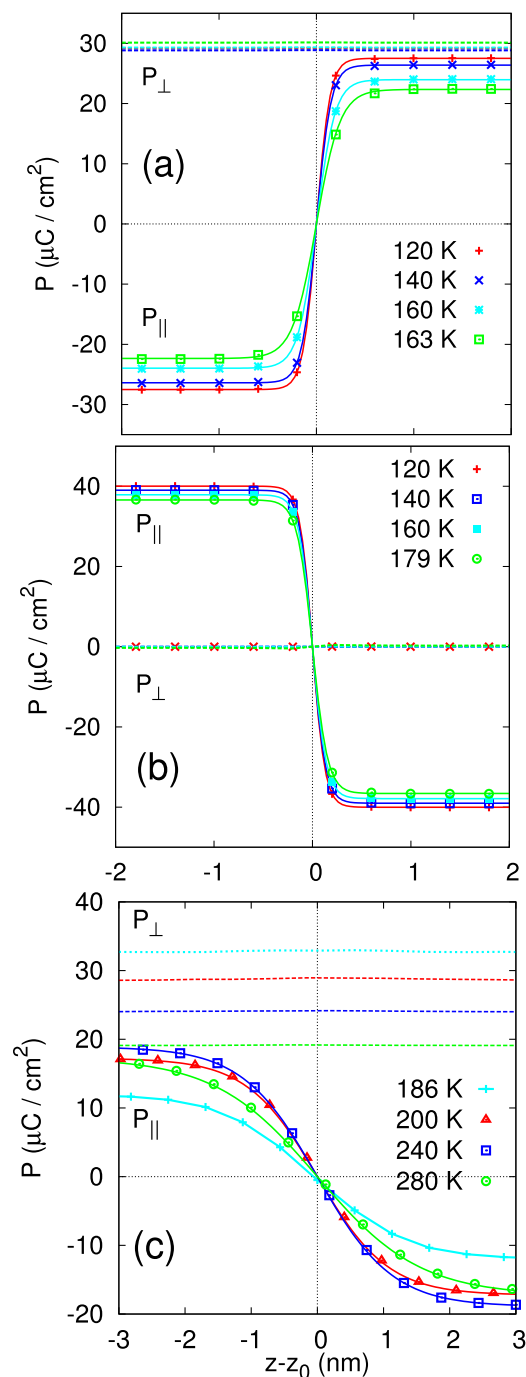 30
20
10
0
-10
-20
-30
P (μC / cm²)
P⊥
(a)
P||
120 K
140 K
160 K
163 K
40
20
0
-20
-40
P (μC / cm²)
P||
P⊥
(b)
120 K
140 K
160 K
179 K
-2 -1 0 1 2
40
30
20
10
0
-10
-20
P (μC / cm²)
P⊥
P||
(c)
186 K
200 K
240 K
280 K
-3 -2 -1 0 1 2 3
z-z₀ (nm)